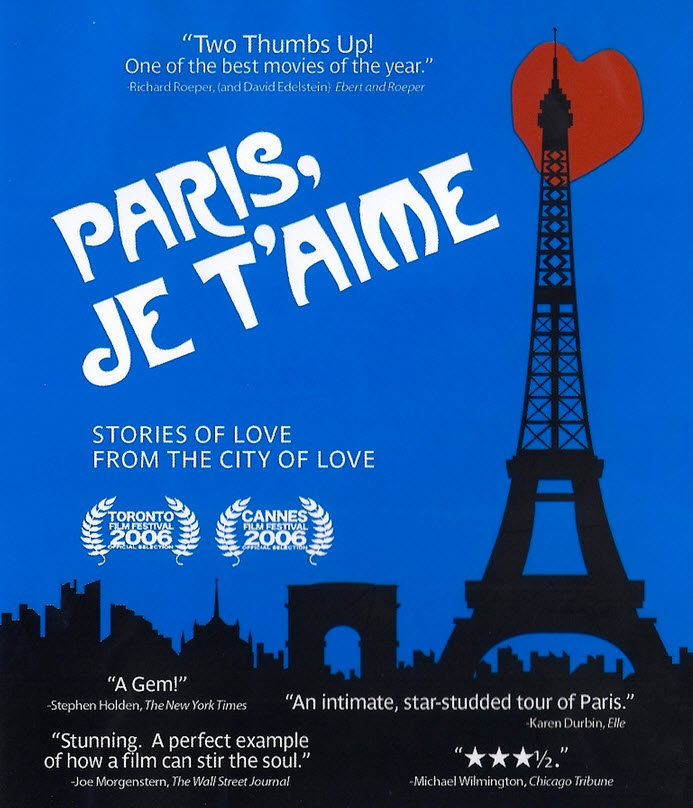 “Two Thumbs Up!
One of the best movies of the year.”
-Richard Roeper, (and David Edelstein) Ebert and Roeper
PARIS,
JE T’AIME
STORIES OF LOVE
FROM THE CITY OF LOVE
TORONTO
FILM FESTIVAL
2006
OFFICIAL SELECTION
CANNES
FILM FESTIVAL
2006
OFFICIAL SELECTION
“A Gem!”
-Stephen Holden, The New York Times
“An intimate, star-studded tour of Paris.”
-Karen Durbin, Elle
“Stunning. A perfect example
of how a film can stir the soul.”
-Joe Morgenstern, The Wall Street Journal
“★★★½.”
-Michael Wilmington, Chicago Tribune